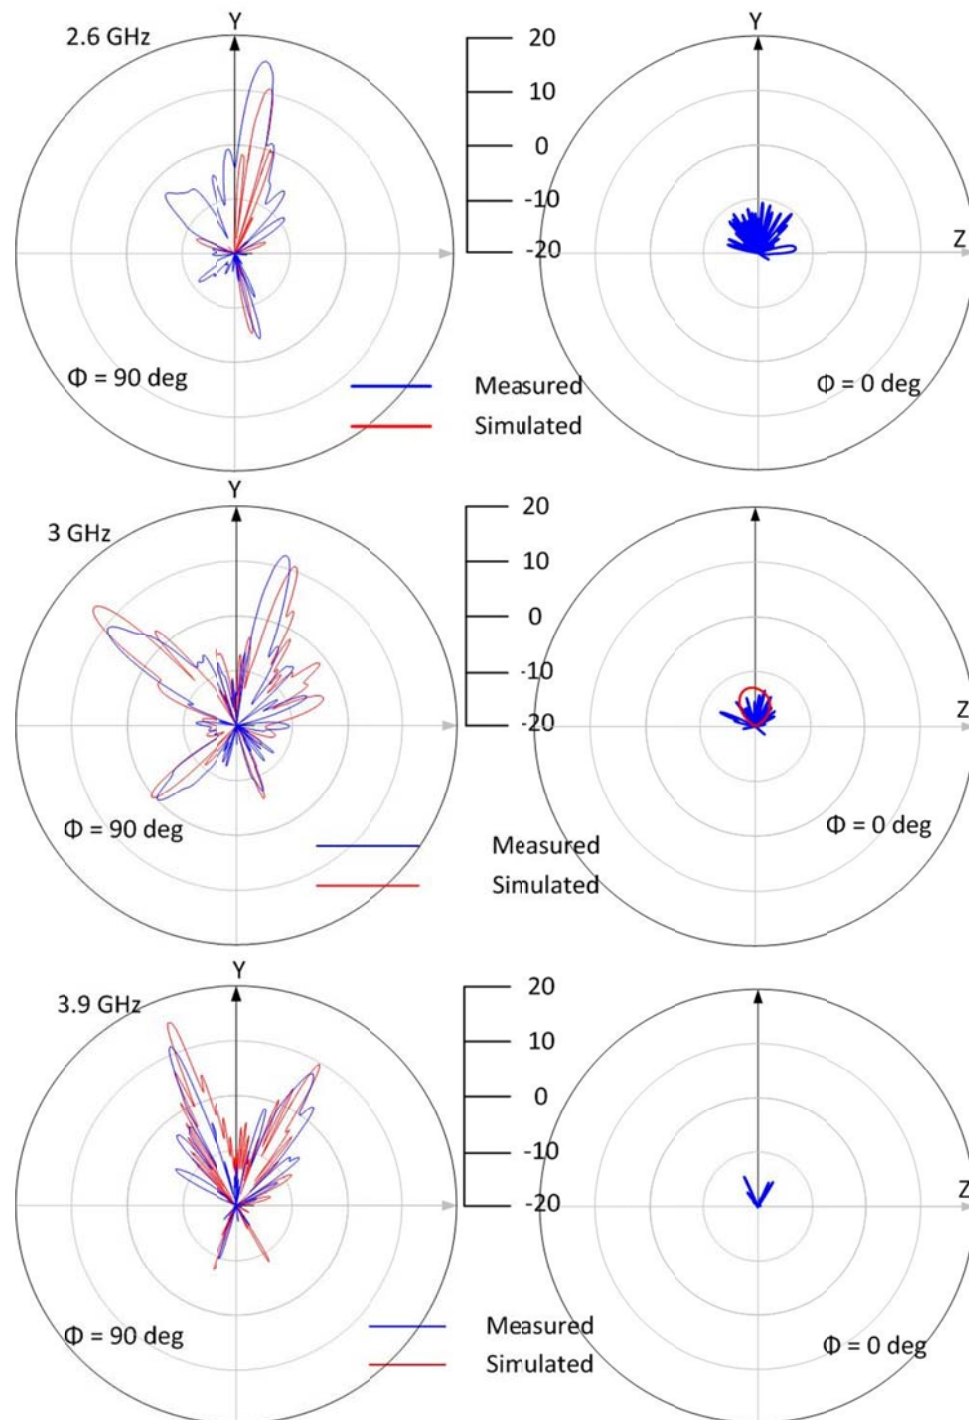 2.6 GHz
Y
20
10
0
-10
-20
Y
Z
Φ = 90 deg
Measured
Simulated
Φ = 0 deg
3 GHz
Y
20
10
0
-10
-20
Y
Z
Φ = 90 deg
Measured
Simulated
Φ = 0 deg
3.9 GHz
Y
20
10
0
-10
-20
Z
Φ = 90 deg
Measured
Simulated
Φ = 0 deg